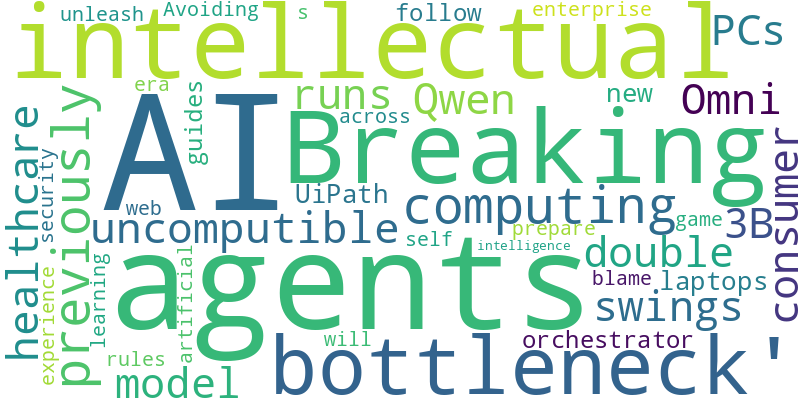 unleash Avoiding s follow enterprise
intellectual PCs
era
AI Breaking
guides runs Qwen new Omni
across
healthcare previously security
web UiPath computing consumer
uncomputible prepare game 3B
self intelligence
agents double
experience learning artificial
blame laptops
swings
will orchestrator
rules bottleneck'
model